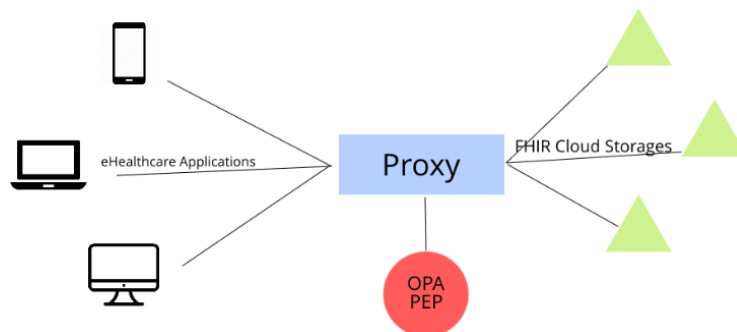 eHealthcare Applications
Proxy
FHIR Cloud Storages
OPA
PEP